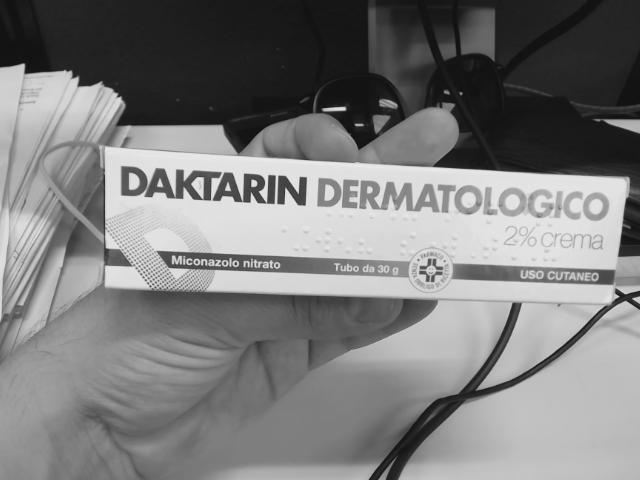 DAKTARIN DERMATOLOGICO
2% crema
Miconazolo nitrato
Tubo da 30 g
USO CUTANEO